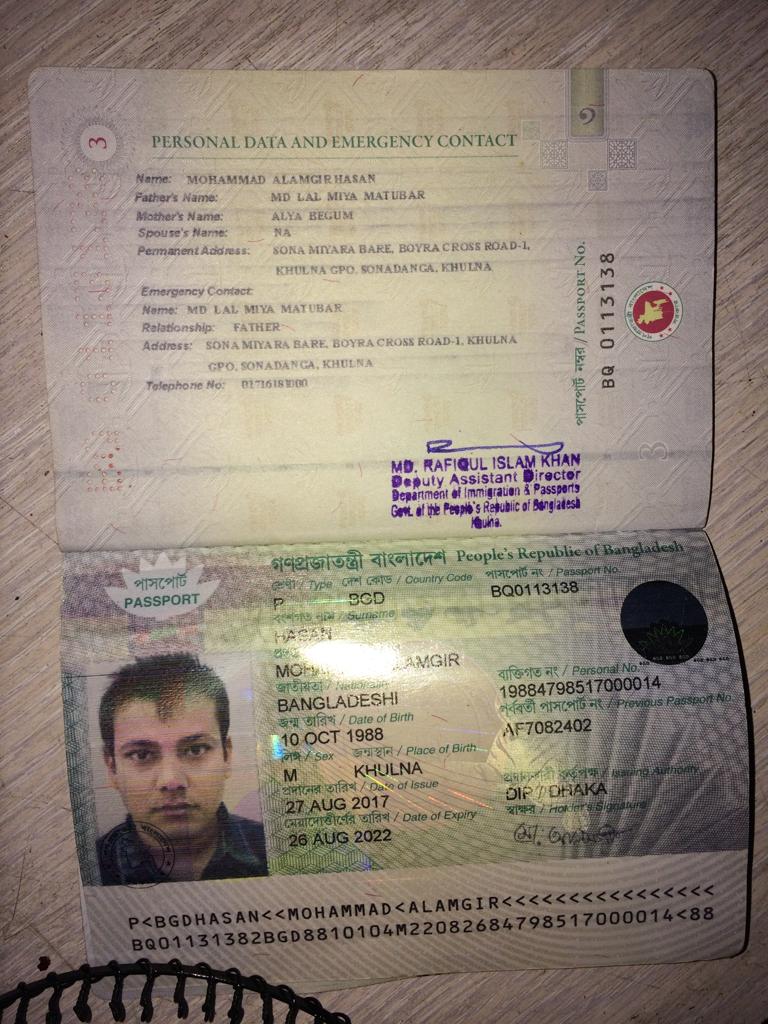 3
PERSONAL DATA AND EMERGENCY CONTACT
Name: MOHAMMAD ALAMGIR HASAN
Father's Name: MD LAL MIYA MATUBAR
Mother's Name: ALYA BEGUM
Spouse's Name: NA
Permanent Address: SONA MIYARA BARE, BOYRA CROSS ROAD-1,
KHULNA GPO, SONADANGA, KHULNA
Emergency Contact:
Name: MD LAL MIYA MATUBAR
Relationship: FATHER
Address: SONA MIYARA BARE, BOYRA CROSS ROAD-1, KHULNA
GPO, SONADANGA, KHULNA
Telephone No:
৩
পাসপোর্ট নম্বর / PASSPORT No.
BQ 0113138
MD. RAFIQUL ISLAM KHAN
Deputy Assistant Director
Department of Immigration & Passports
Govt. of the People's Republic of Bangladesh
Khulna.
গণপ্রজাতন্ত্রী বাংলাদেশ People's Republic of Bangladesh
পাসপোর্ট
PASSPORT
শ্রেণী / Type দেশ কোড / Country Code পাসপোর্ট নং / Passport No.
P BGD BQ0113138
বংশগত নাম / Surname
HASAN
ALAMGIR
ব্যক্তিগত নং / Personal No.
19884798517000014
জাতীয়তা / Nationality
BANGLADESHI
পূর্ববর্তী পাসপোর্ট নং / Previous Passport No.
AF7082402
জন্ম তারিখ / Date of Birth
10 OCT 1988
লিঙ্গ / Sex জন্মস্থান / Place of Birth
M KHULNA
প্রদানকারী কর্তৃপক্ষ / Issuing Authority
DIP / DHAKA
প্রদানের তারিখ / Date of Issue
27 AUG 2017
স্বাক্ষর / Holder's Signature
মেয়াদোত্তীর্ণের তারিখ / Date of Expiry
26 AUG 2022
P<BGDHASAN<<MOHAMMAD<ALAMGIR<<<<<<<<<<<<<<<<
BQ01131382BGD8810104M220826847985170000​14<88